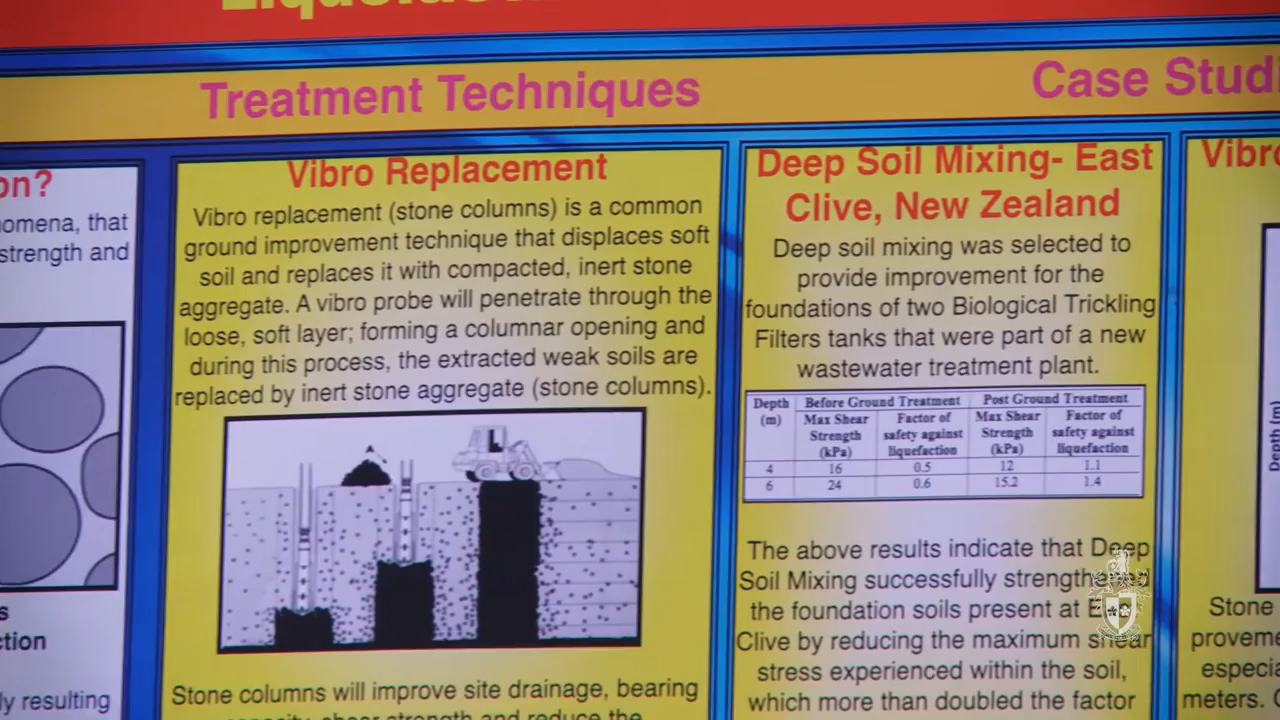 Treatment Techniques
Case
on?
omena, that
strength and
s
ction
ly resulting
Vibro Replacement
Vibro replacement (stone columns) is a common
ground improvement technique that displaces soft
soil and replaces it with compacted, inert stone
aggregate. A vibro probe will penetrate through the
loose, soft layer; forming a columnar opening and
during this process, the extracted weak soils are
replaced by inert stone aggregate (stone columns).
Stone columns will improve site drainage, bearing
shear strength and reduce the
Deep Soil Mixing- East
Clive, New Zealand
Deep soil mixing was selected to
provide improvement for the
foundations of two Biological Trickling
Filters tanks that were part of a new
wastewater treatment plant.
Depth (m) Before Ground Treatment Post Ground Treatment
Max Shear Strength (kPa) Factor of safety against liquefaction Max Shear Strength (kPa) Factor of safety against liquefaction
4 16 0.5 12 1.1
6 24 0.6 15.2 1.4
The above results indicate that Deep
Soil Mixing successfully strengthened
the foundation soils present at
Clive by reducing the maximum shear
stress experienced within the soil,
which more than doubled the factor
Vibro
Depth (m)
Stone
meters.